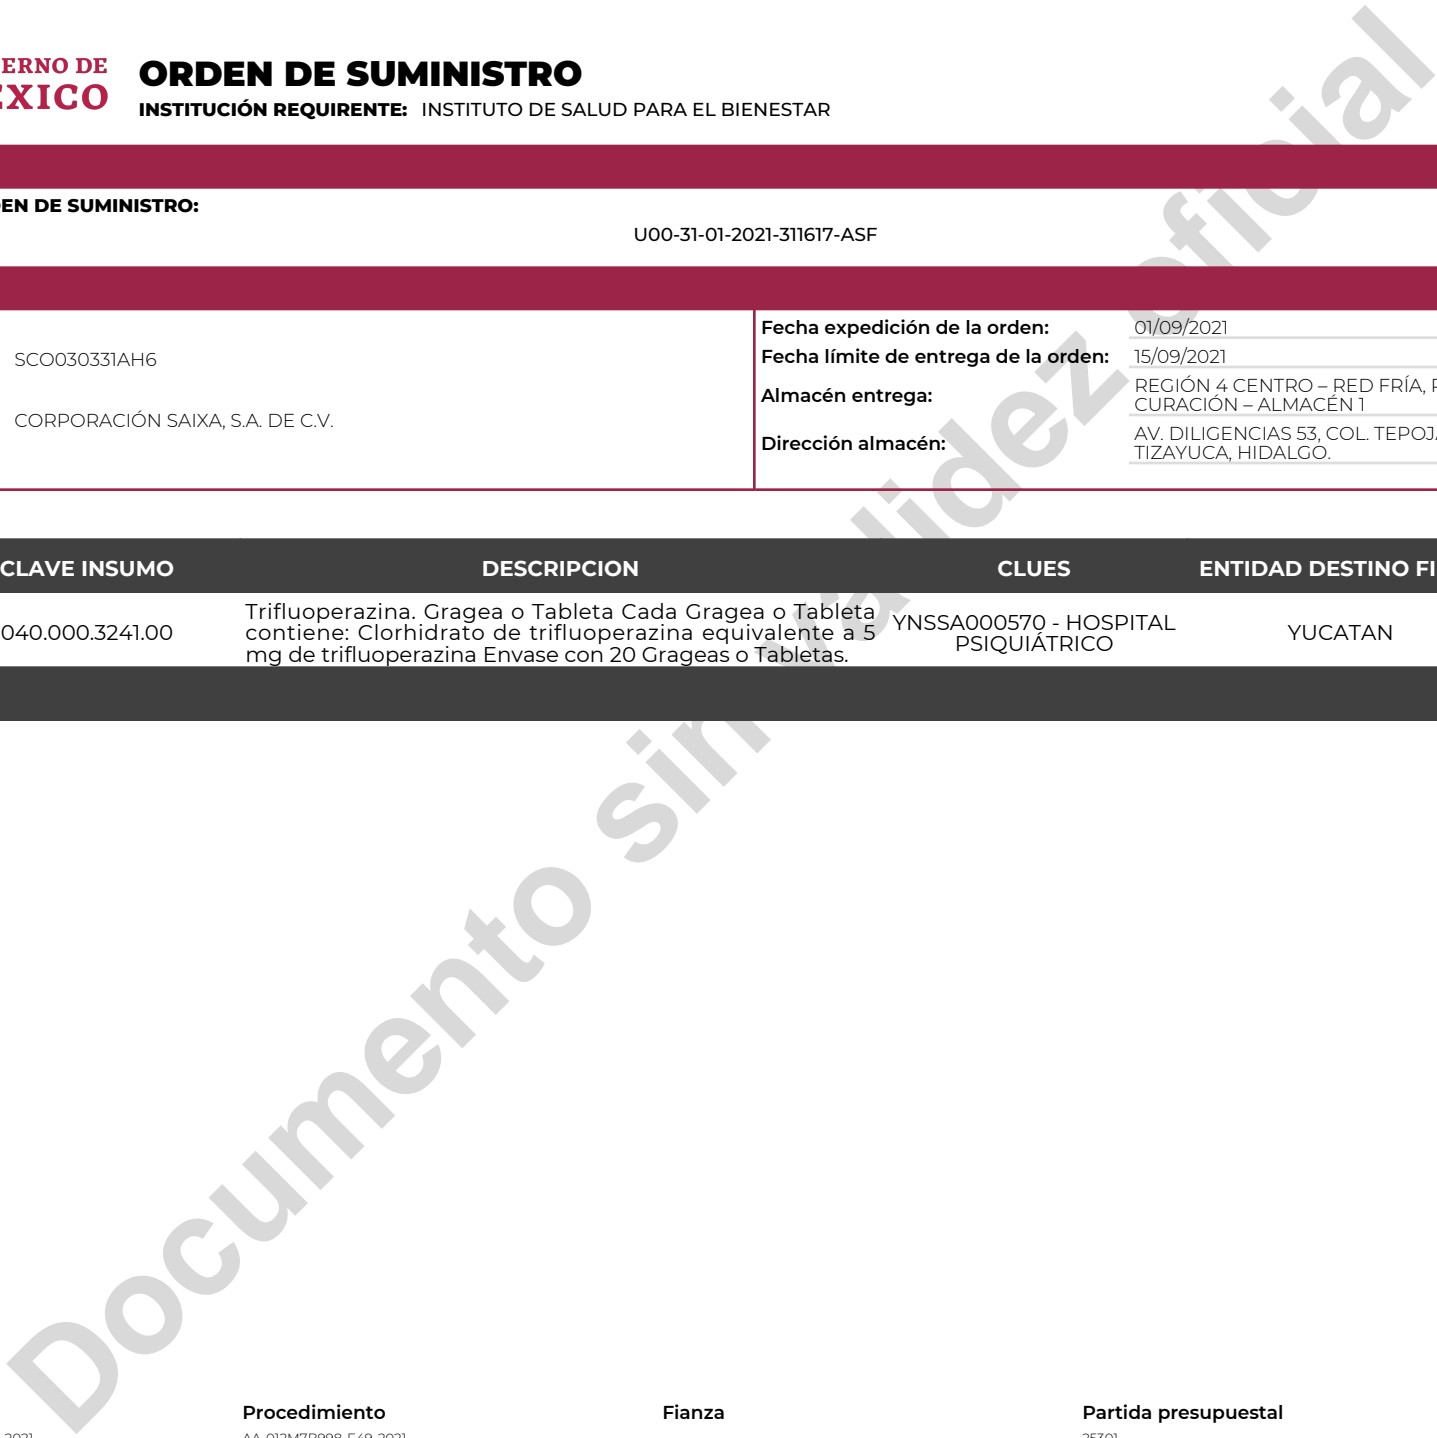 ORDEN DE SUMINISTRO
INSTITUCIÓN REQUIRENTE: INSTITUTO DE SALUD PARA EL BIENESTAR
DE SUMINISTRO:
U00-31-01-2021-311617-ASF
SCO030331AH6
CORPORACIÓN SAIXA, S.A. DE C.V.
Fecha expedición de la orden: 01/09/2021
Fecha límite de entrega de la orden: 15/09/2021
Almacén entrega: REGIÓN 4 CENTRO – RED FRÍA,
CURACIÓN – ALMACÉN 1
Dirección almacén: AV. DILIGENCIAS 53, COL.
TIZAYUCA, HIDALGO.
CLAVE INSUMO DESCRIPCION CLUES ENTIDAD DESTINO
040.000.3241.00
Trifluoperazina. Gragea o Tableta Cada Gragea o Tableta
contiene: Clorhidrato de trifluoperazina equivalente a 5
mg de trifluoperazina Envase con 20 Grageas o Tabletas.
YNSSA000570 - HOSPITAL
PSIQUIÁTRICO
YUCATAN
Documento sin validez oficial
Procedimiento Fianza Partida presupuestal